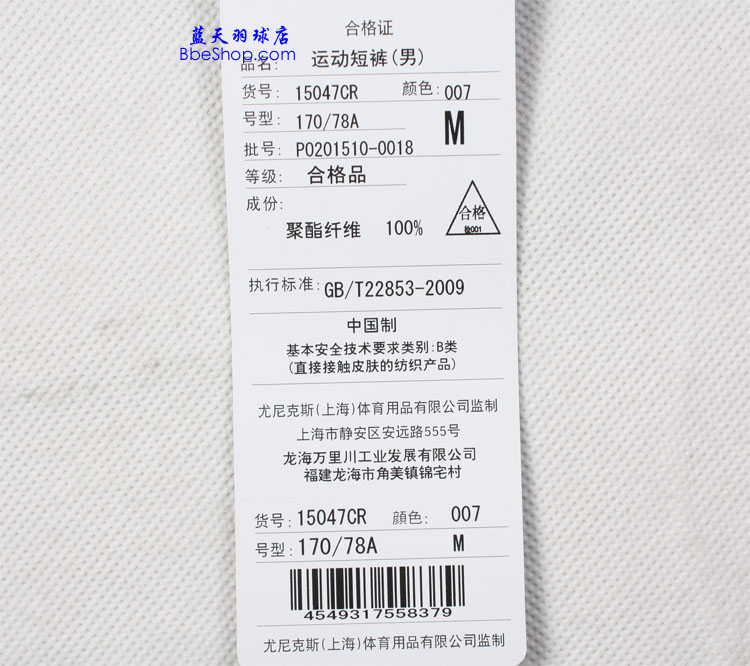 蓝天羽球店
BbeShop.com
合格证
品名: 运动短裤(男)
货号: 15047CR 颜色: 007
号型: 170/78A M
批号: P0201510-0018
等级: 合格品
成份:
聚酯纤维 100%
合格
检001
执行标准: GB/T22853-2009
中国制
基本安全技术要求类别:B类
(直接接触皮肤的纺织产品)
尤尼克斯(上海)体育用品有限公司监制
上海市静安区安远路555号
龙海万里川工业发展有限公司
福建龙海市角美镇锦宅村
货号: 15047CR 顔色: 007
号型: 170/78A M
4549317558379
尤尼克斯(上海)体育用品有限公司监制